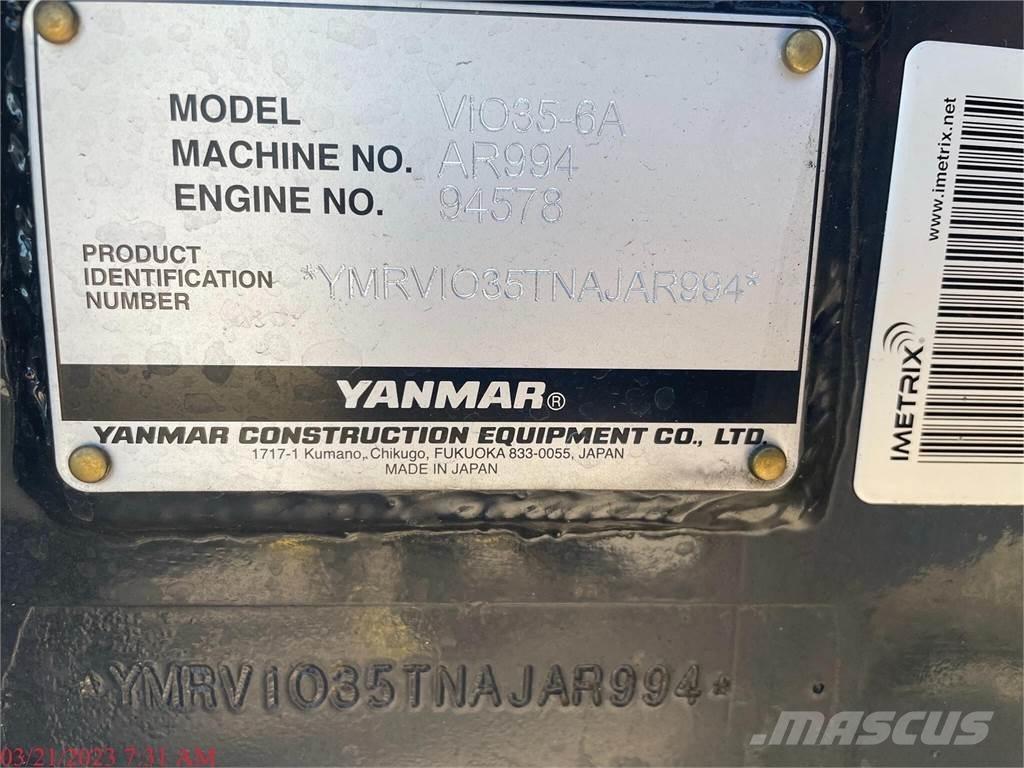 MODEL VIO35-6A
MACHINE NO. AR994
ENGINE NO. 94578
PRODUCT
IDENTIFICATION
NUMBER
*YMRVIO35TNAJAR994*
YANMAR®
YANMAR CONSTRUCTION EQUIPMENT CO., LTD.
1717-1 Kumano, Chikugo, FUKUOKA 833-0055, JAPAN
MADE IN JAPAN
www.imetrix.net
IMETRIX
*YMRV1O35TNAJAR994*
MASCUS
03/21/2023 7:31 AM